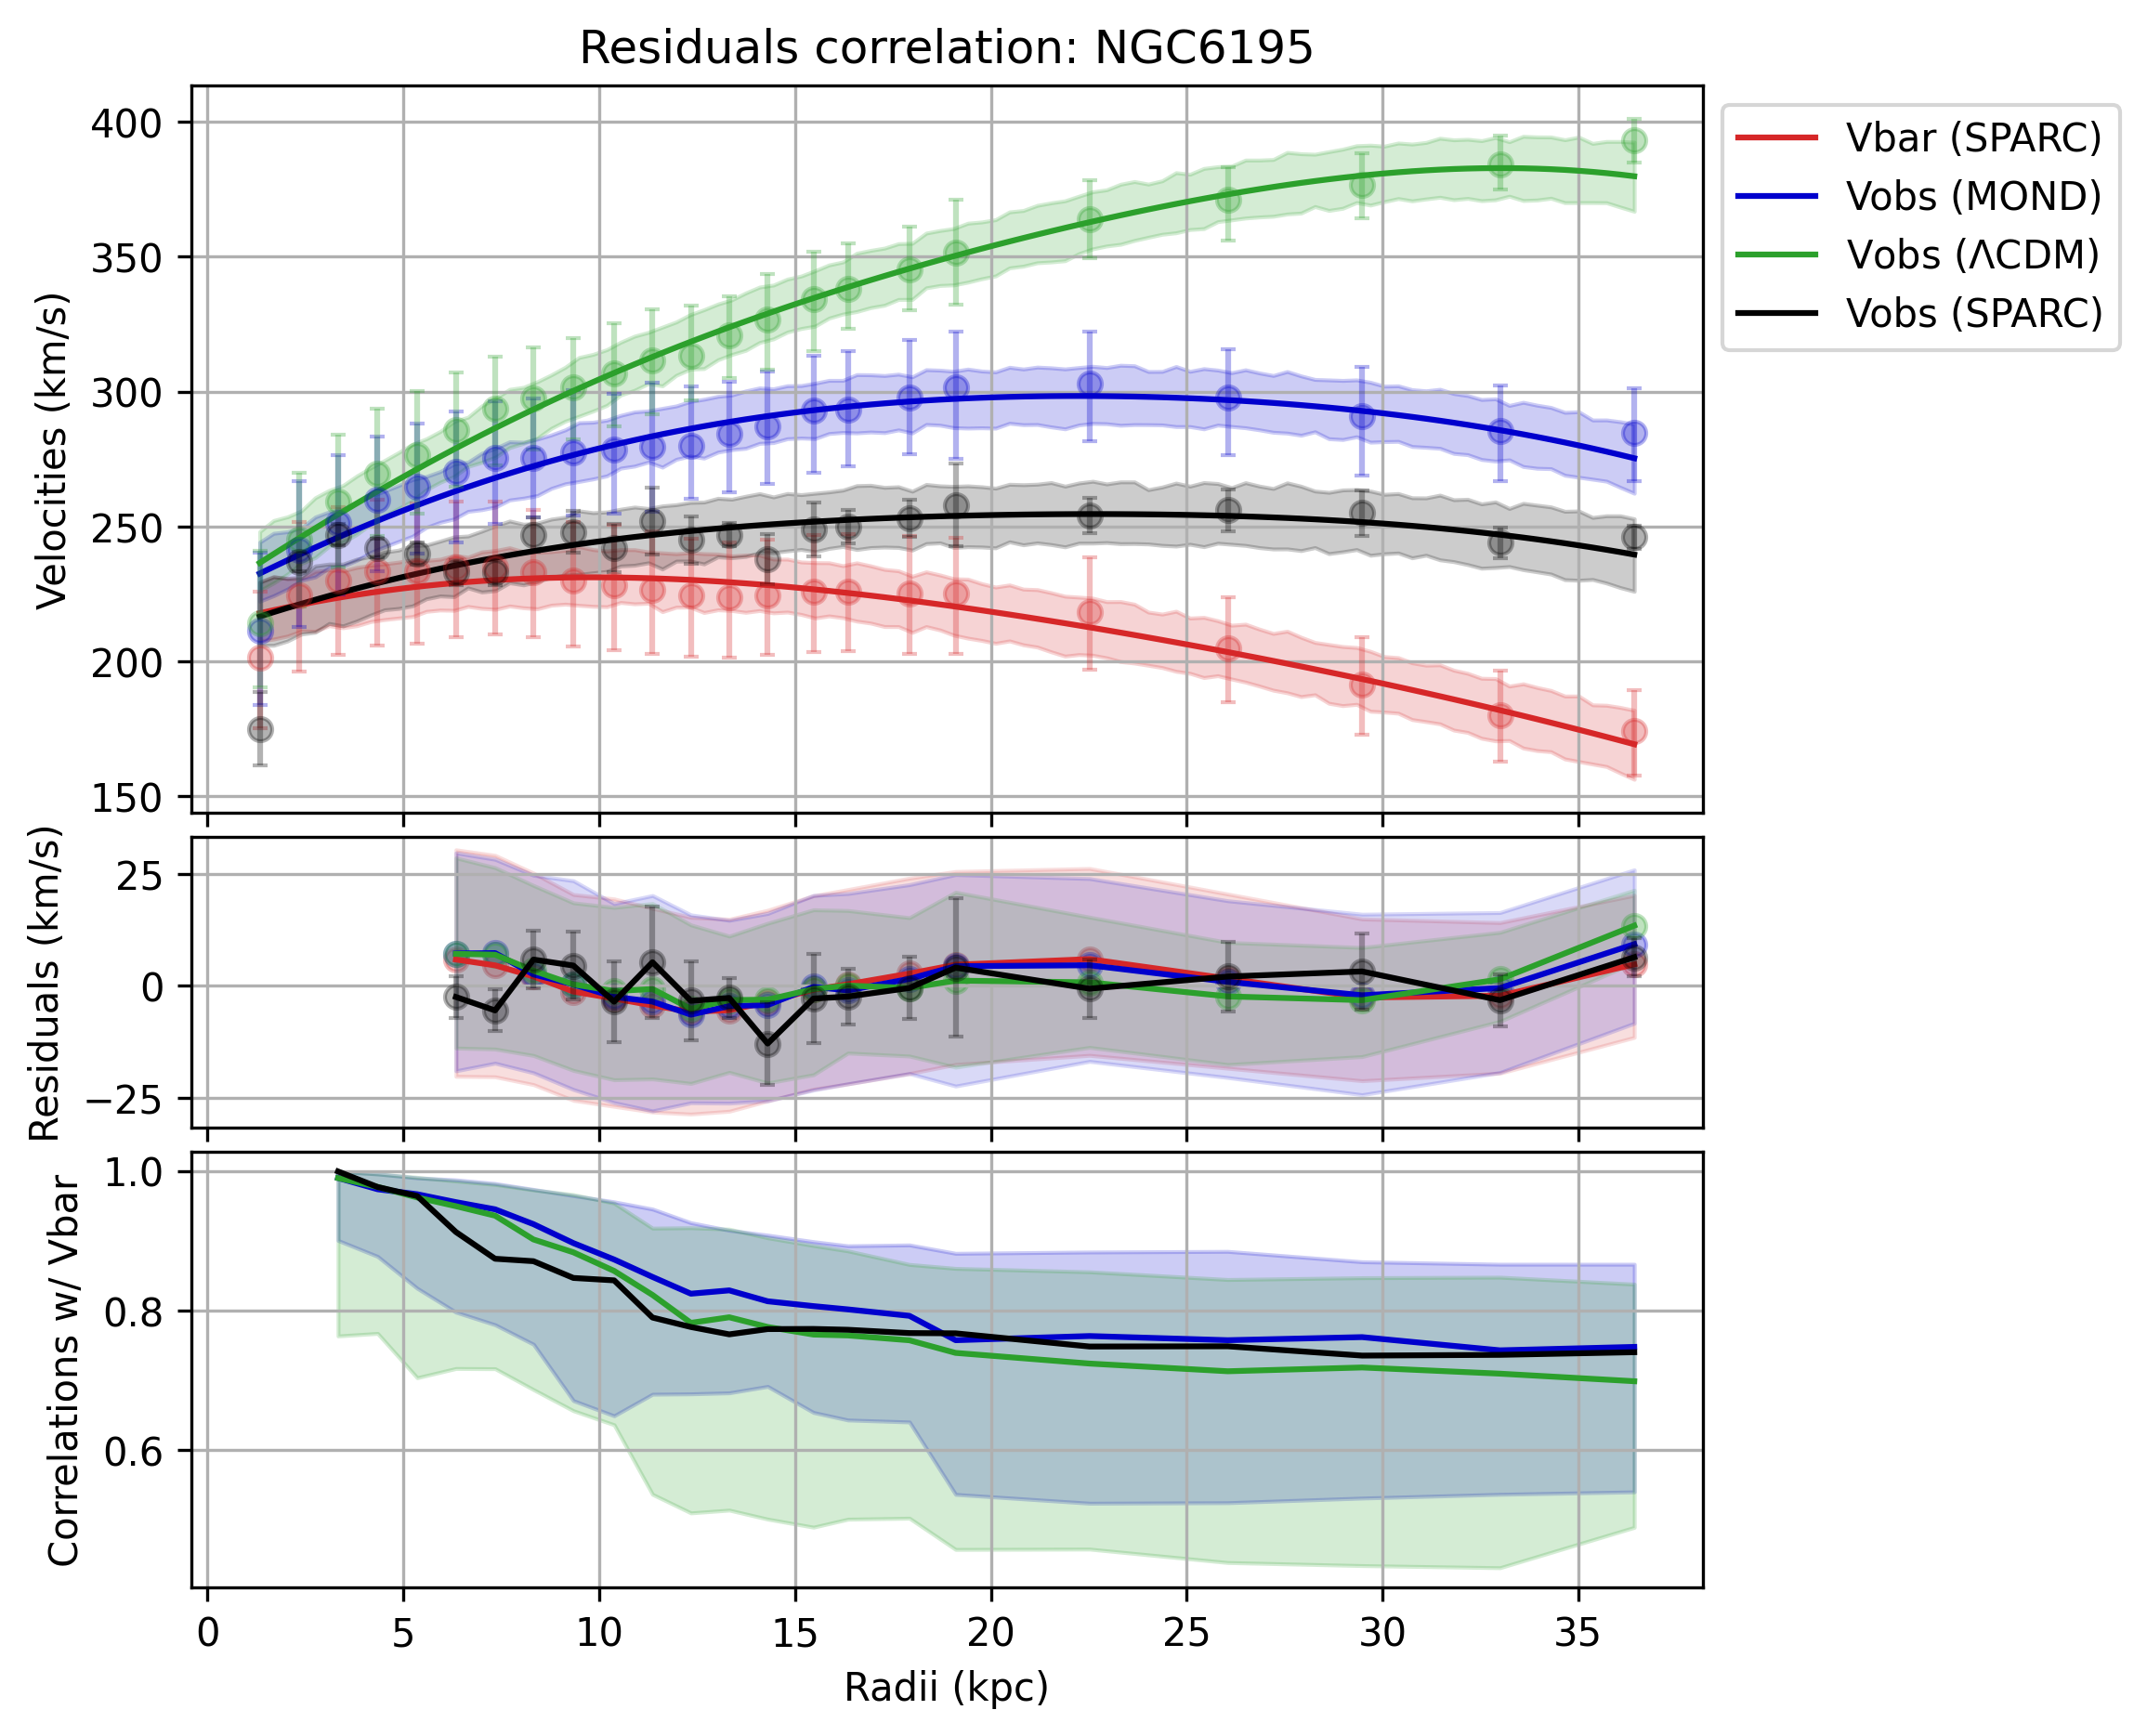 Residuals correlation: NGC6195
Velocities (km/s)
400
350
300
250
200
150
Vbar (SPARC)
Vobs (MOND)
Vobs (ΛCDM)
Vobs (SPARC)
Residuals (km/s)
25
0
−25
Correlations w/ Vbar
1.0
0.8
0.6
0 5 10 15 20 25 30 35
Radii (kpc)